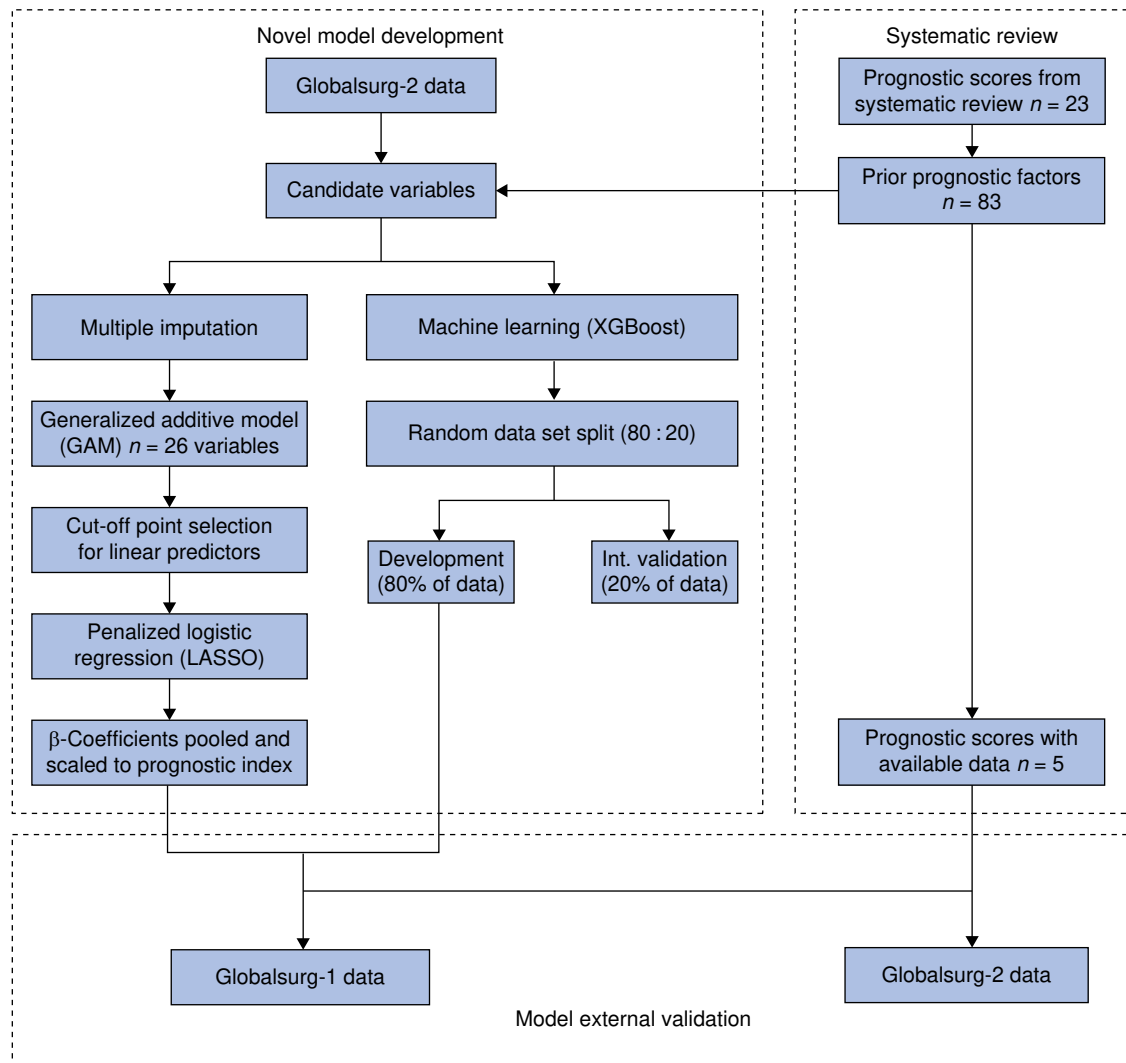 Novel model development
Globalsurg-2 data
Candidate variables
Multiple imputation
Generalized additive model
(GAM) n = 26 variables
Cut-off point selection
for linear predictors
Penalized logistic
regression (LASSO)
β-Coefficients pooled and
scaled to prognostic index
Machine learning (XGBoost)
Random data set split (80 : 20)
Development
(80% of data)
Int. validation
(20% of data)
Systematic review
Prognostic scores from
systematic review n = 23
Prior prognostic factors
n = 83
Prognostic scores with
available data n = 5
Globalsurg-1 data
Globalsurg-2 data
Model external validation